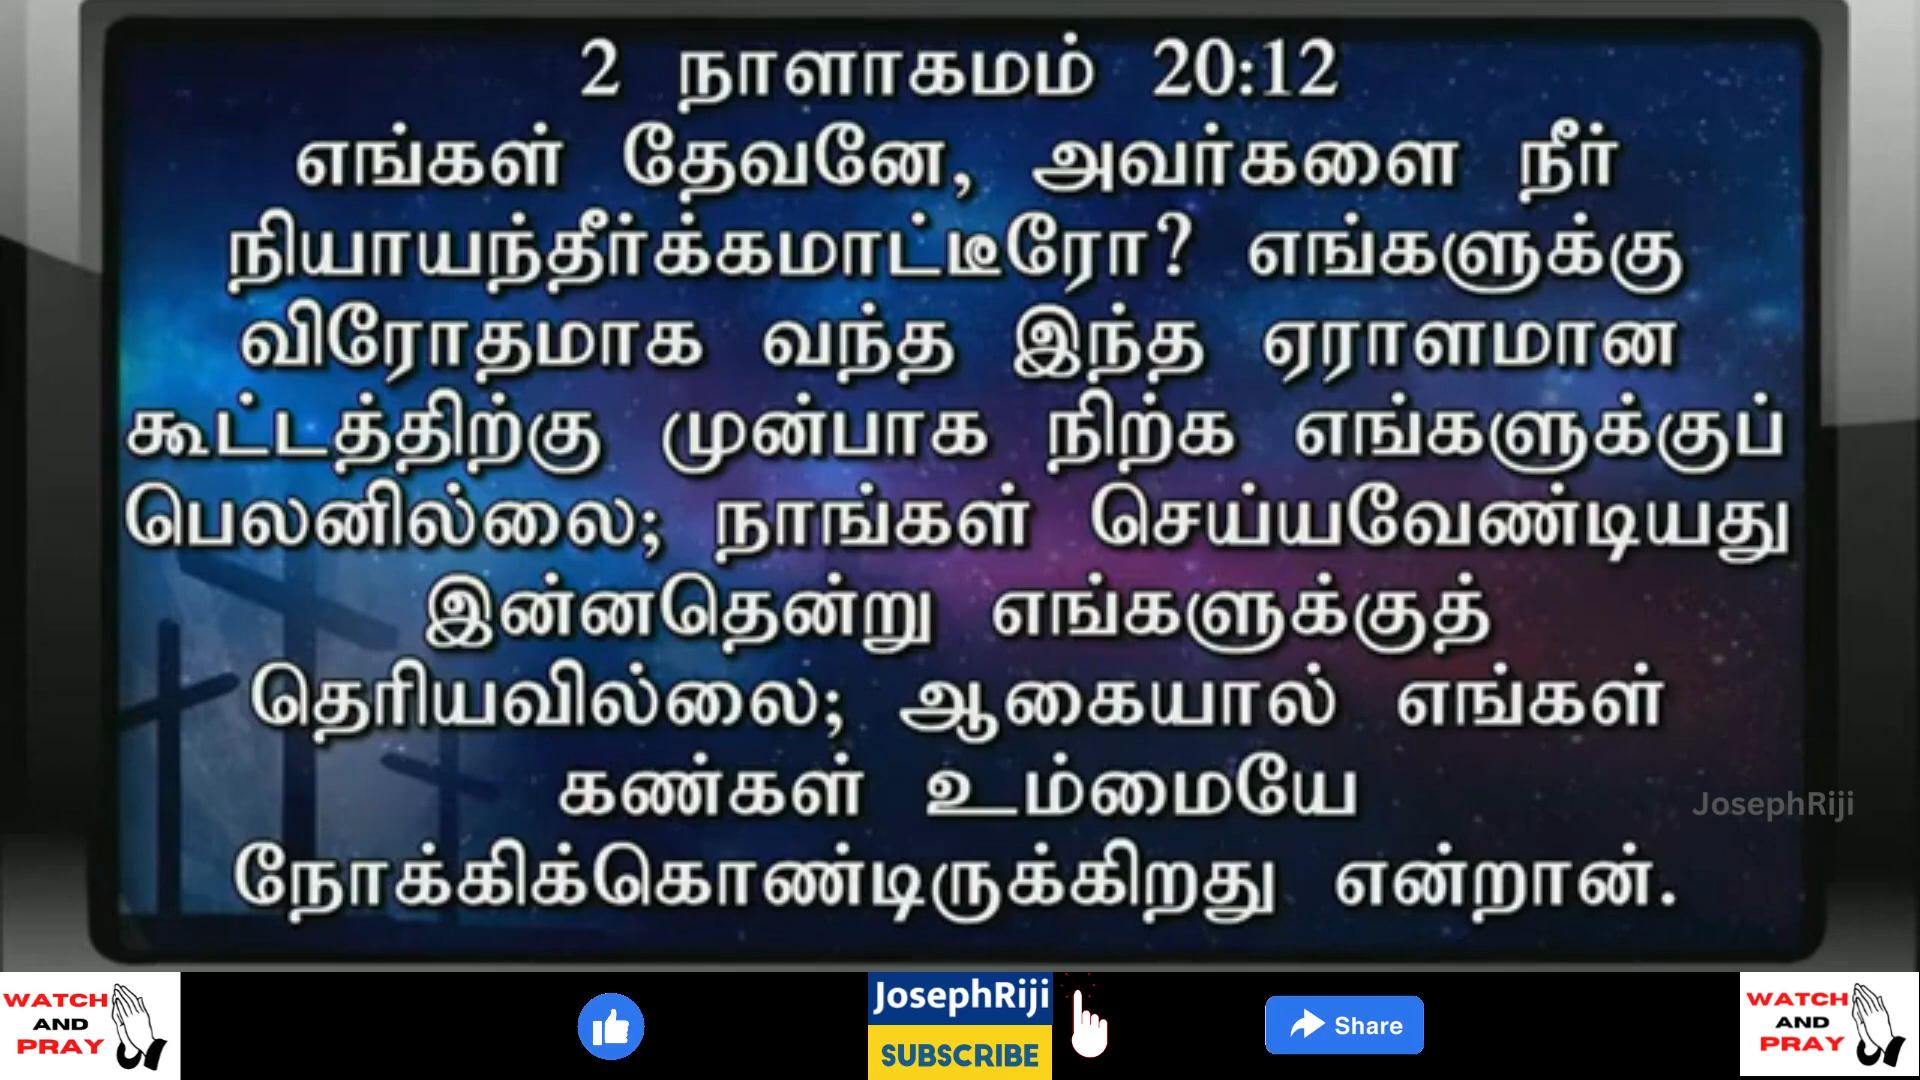 2 நாளாகமம் 20:12
எங்கள் தேவனே, அவர்களை நீர்
நியாயந்தீர்க்கமாட்டீரோ? எங்களுக்கு
விரோதமாக வந்த இந்த ஏராளமான
கூட்டத்திற்கு முன்பாக நிற்க எங்களுக்குப்
பெலனில்லை; நாங்கள் செய்யவேண்டியது
இன்னதென்று எங்களுக்குத்
தெரியவில்லை; ஆகையால் எங்கள்
கண்கள் உம்மையே
நோக்கிக்கொண்டிருக்கிறது என்றான்.
JosephRiji
WATCH
AND
PRAY
JosephRiji
SUBSCRIBE
Share
WATCH
AND
PRAY